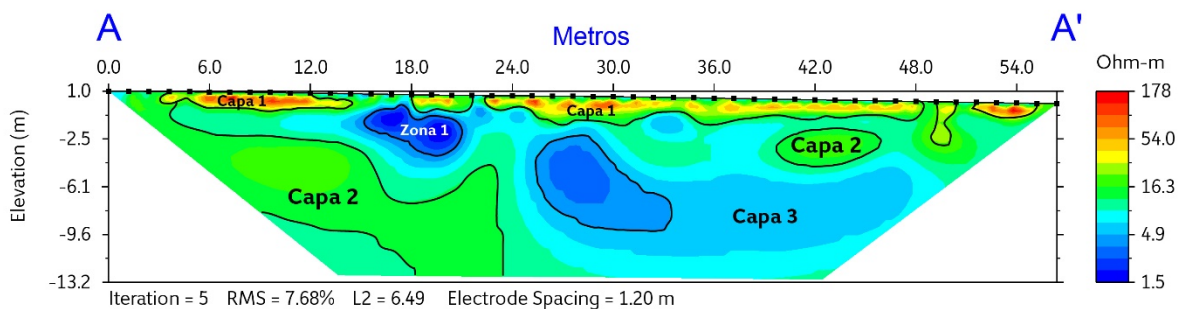 A
Metros
A'
0.0 6.0 12.0 18.0 24.0 30.0 36.0 42.0 48.0 54.0
Ohm-m
1.0
-2.5
-6.1
-9.6
-13.2
Elevation (m)
Capa 1
Zona 1
Capa 1
Capa 2
Capa 2
Capa 3
178
54.0
16.3
4.9
1.5
Iteration = 5 RMS = 7.68% L2 = 6.49 Electrode Spacing = 1.20 m